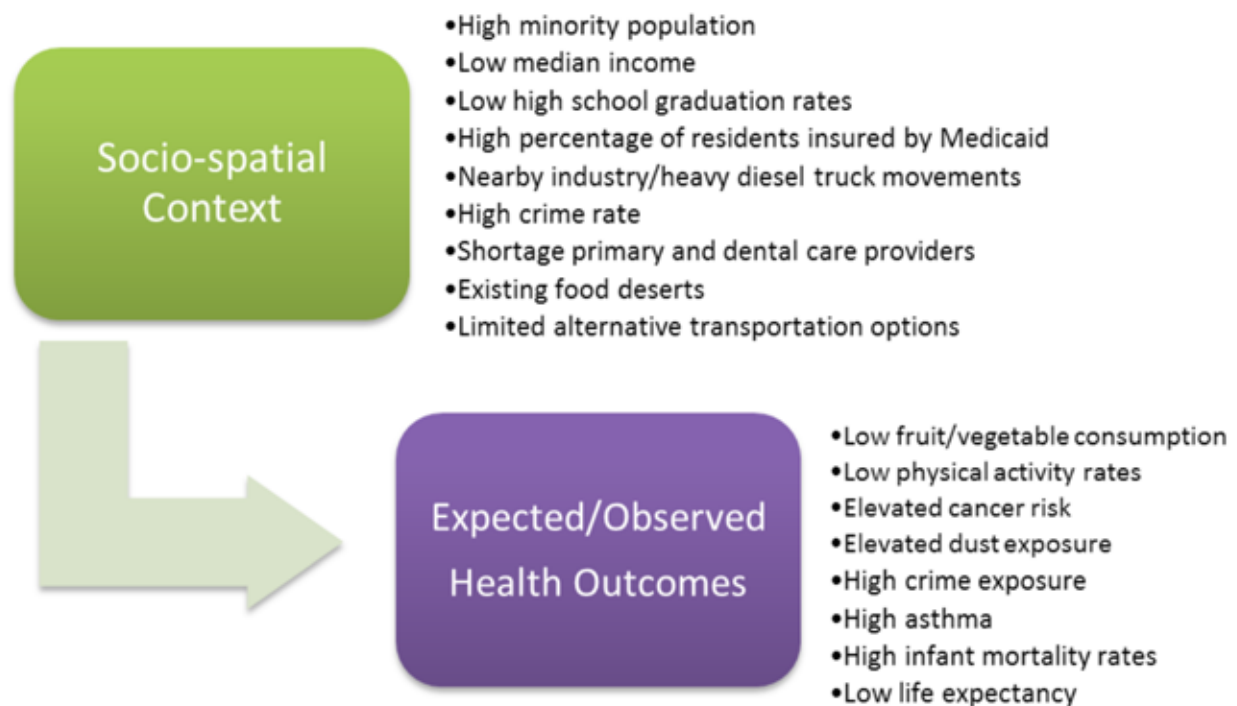 Socio-spatial
Context
•High minority population
•Low median income
•Low high school graduation rates
•High percentage of residents insured by Medicaid
•Nearby industry/heavy diesel truck movements
•High crime rate
•Shortage primary and dental care providers
•Existing food deserts
•Limited alternative transportation options
Expected/Observed
Health Outcomes
•Low fruit/vegetable consumption
•Low physical activity rates
•Elevated cancer risk
•Elevated dust exposure
•High crime exposure
•High asthma
•High infant mortality rates
•Low life expectancy